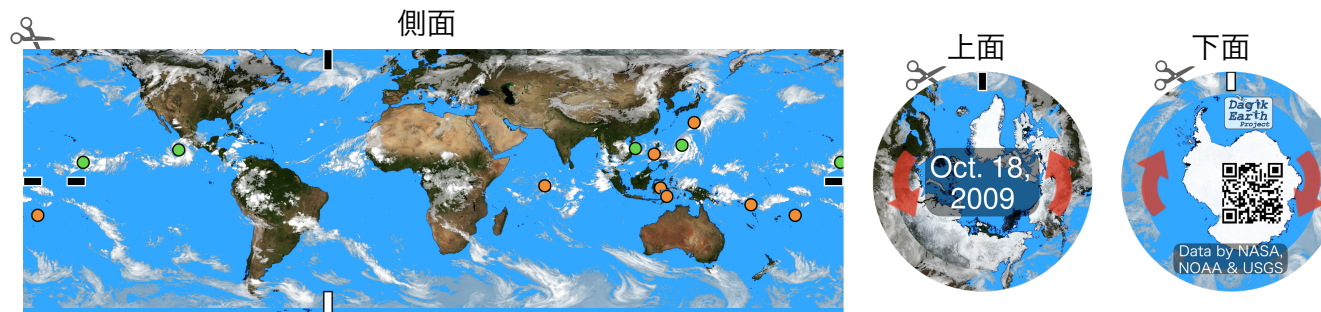 側面
上面
下面
Oct. 18,
2009
Dagik
Earth
Project
Data by NASA,
NOAA & USGS